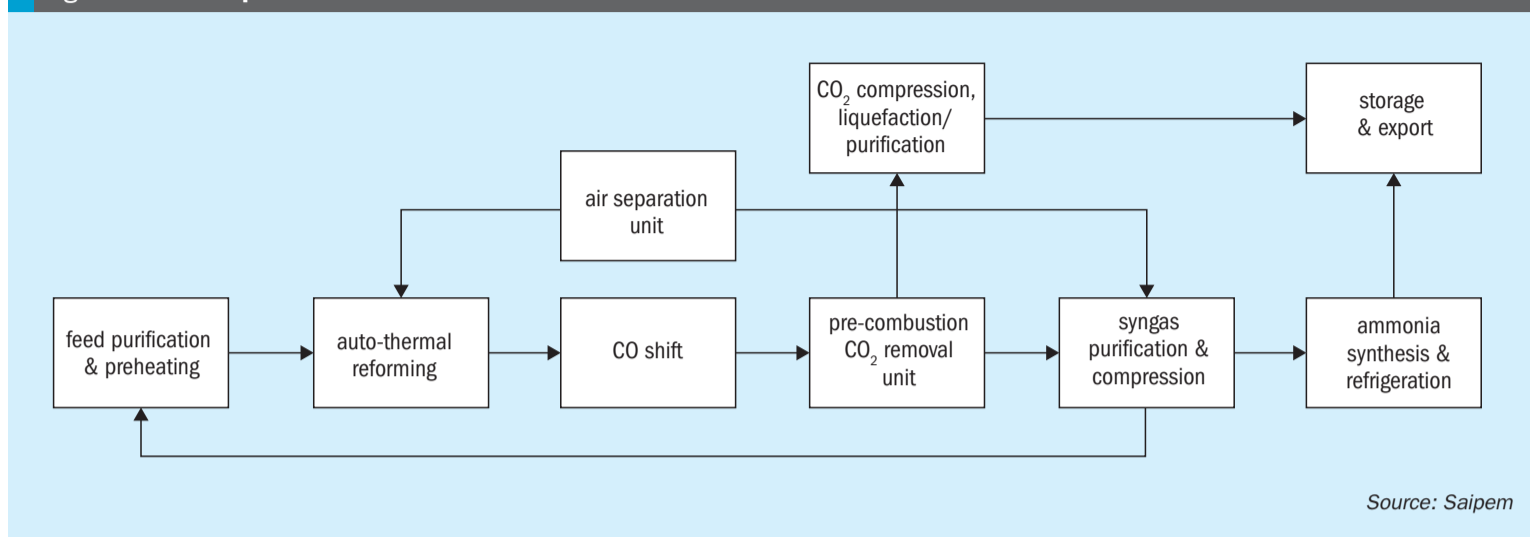 CO2 compression,
liquefaction/
purification
storage
& export
air separation
unit
feed purification
& preheating
auto-thermal
reforming
CO shift
pre-combustion
CO2 removal
unit
syngas
purification &
compression
ammonia
synthesis &
refrigeration
Source: Saipem